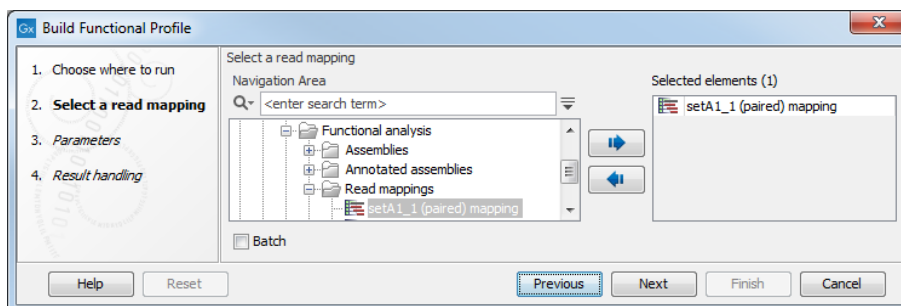 Gx Build Functional Profile
1. Choose where to run
2. Select a read mapping
3. Parameters
4. Result handling
Select a read mapping
Navigation Area
<enter search term>
Functional analysis
Assemblies
Annotated assemblies
Read mappings
setA1_1 (paired) mapping
Batch
Selected elements (1)
setA1_1 (paired) mapping
Help
Reset
Previous
Next
Finish
Cancel